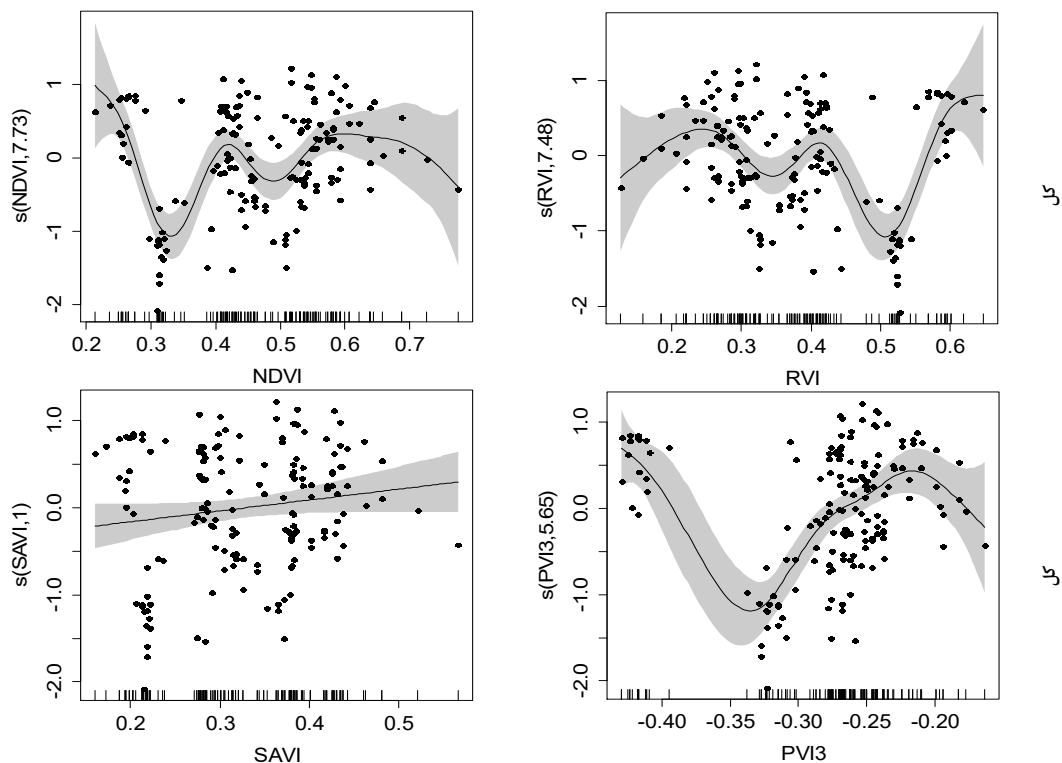 s(NDVI,7.73)
1
0
-1
-2
0.2 0.3 0.4 0.5 0.6 0.7
NDVI
s(RVI,7.48)
1
0
-1
-2
0.2 0.3 0.4 0.5 0.6
RVI
کل
s(SAVI,1)
1.0
0.0
-1.0
-2.0
0.2 0.3 0.4 0.5
SAVI
s(PVI3,5.65)
1.0
0.0
-1.0
-2.0
-0.40 -0.35 -0.30 -0.25 -0.20
PVI3
کل